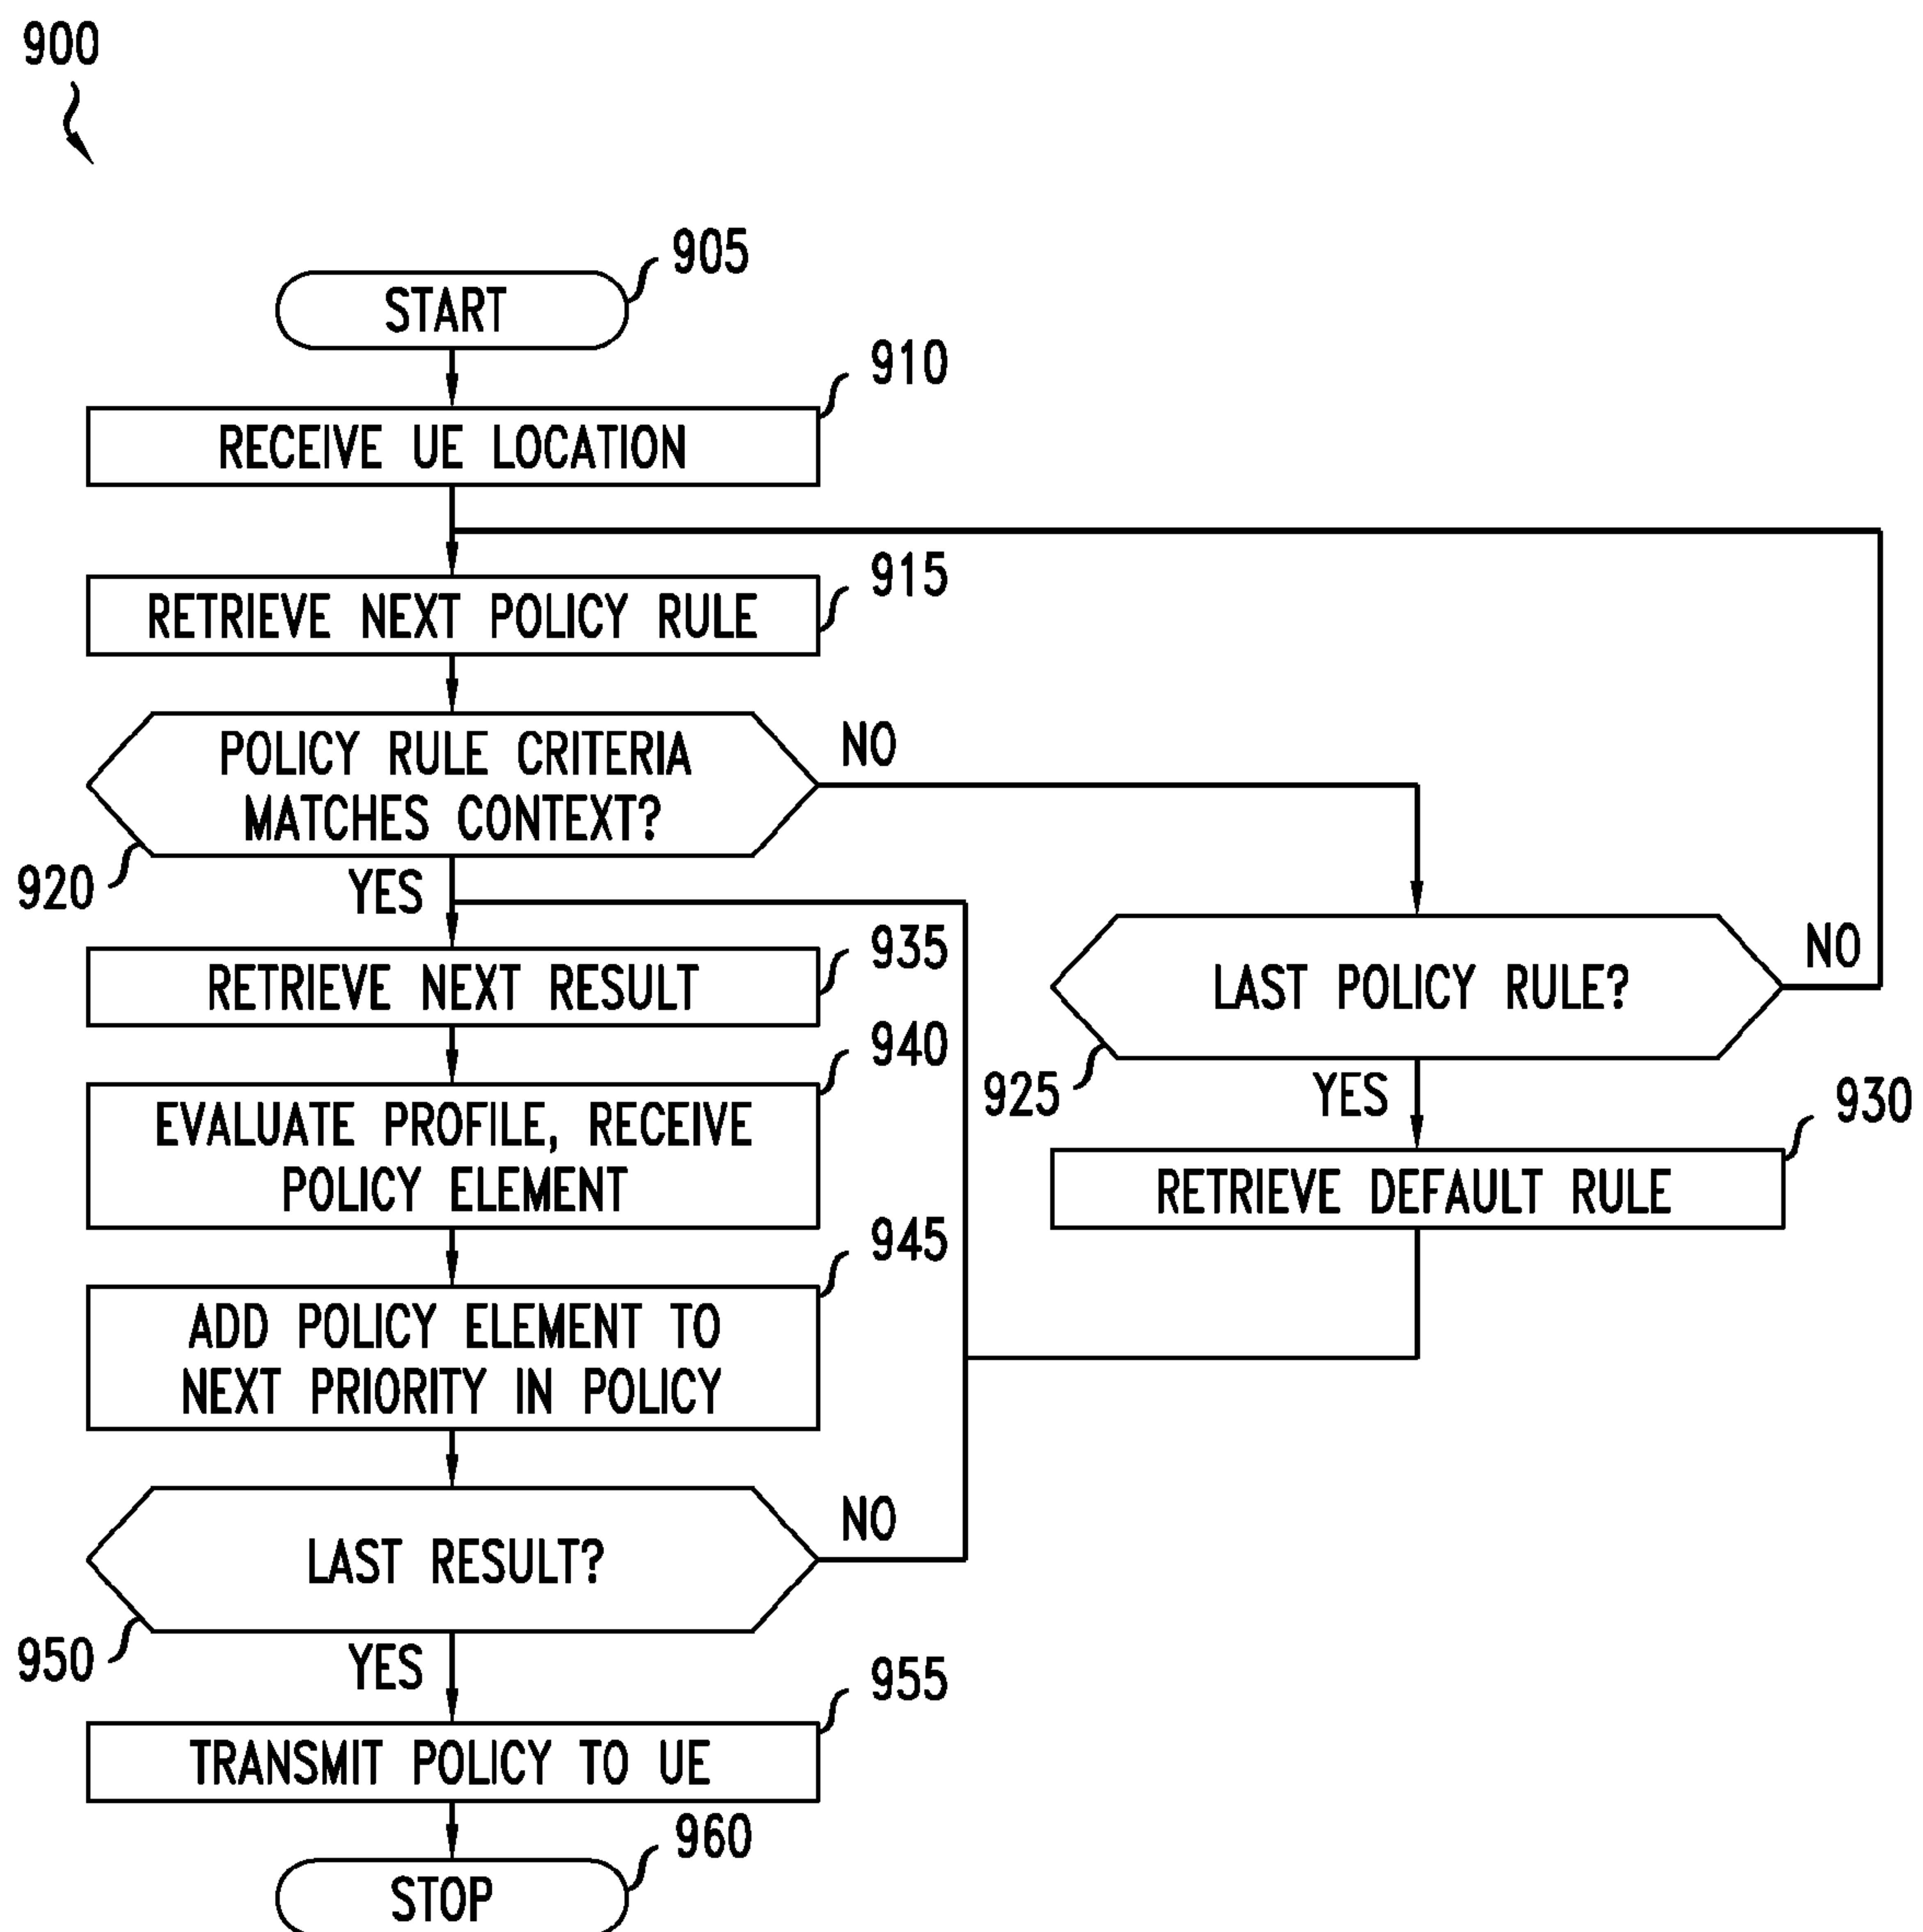 900
START
905
RECEIVE UE LOCATION
910
RETRIEVE NEXT POLICY RULE
915
POLICY RULE CRITERIA
MATCHES CONTEXT?
920
NO
YES
LAST POLICY RULE?
925
NO
YES
RETRIEVE DEFAULT RULE
930
RETRIEVE NEXT RESULT
935
EVALUATE PROFILE, RECEIVE
POLICY ELEMENT
940
ADD POLICY ELEMENT TO
NEXT PRIORITY IN POLICY
945
LAST RESULT?
950
NO
YES
TRANSMIT POLICY TO UE
955
STOP
960